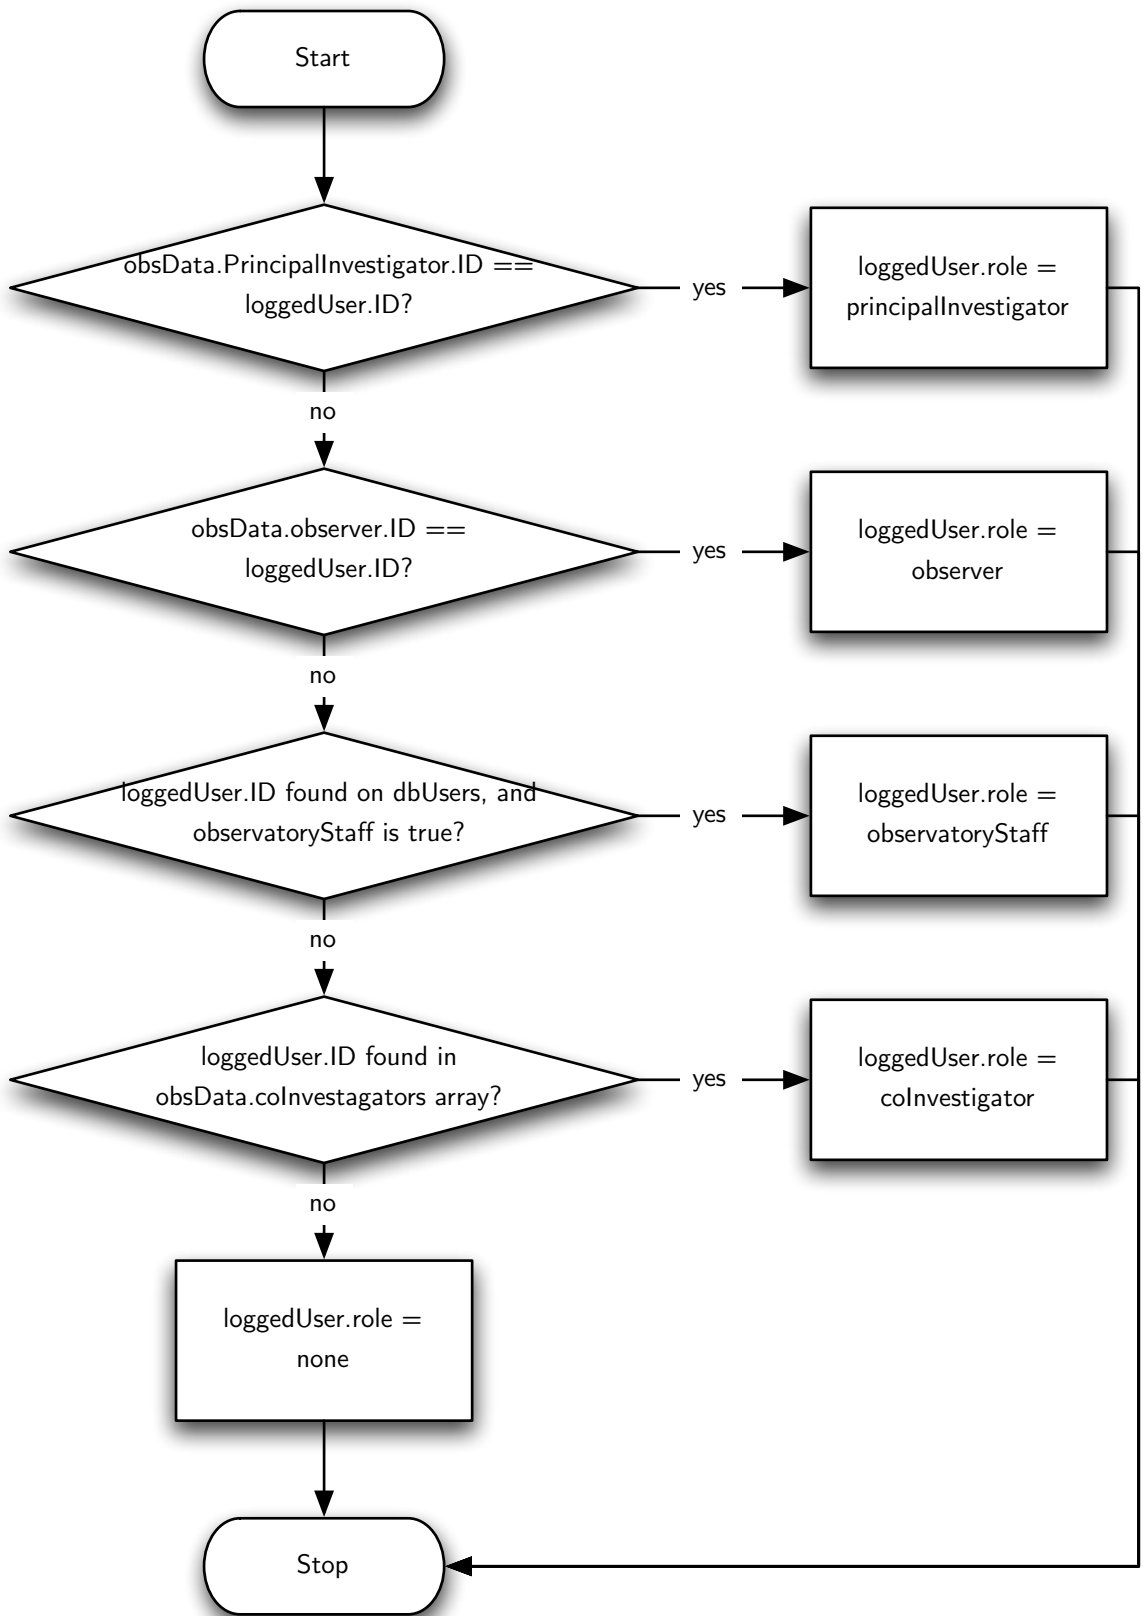 Start
obsData.PrincipalInvestigator.ID ==
loggedUser.ID?
yes
loggedUser.role =
principalInvestigator
no
obsData.observer.ID ==
loggedUser.ID?
yes
loggedUser.role =
observer
no
loggedUser.ID found on dbUsers, and
observatoryStaff is true?
yes
loggedUser.role =
observatoryStaff
no
loggedUser.ID found in
obsData.coInvestagators array?
yes
loggedUser.role =
coInvestigator
no
loggedUser.role =
none
Stop